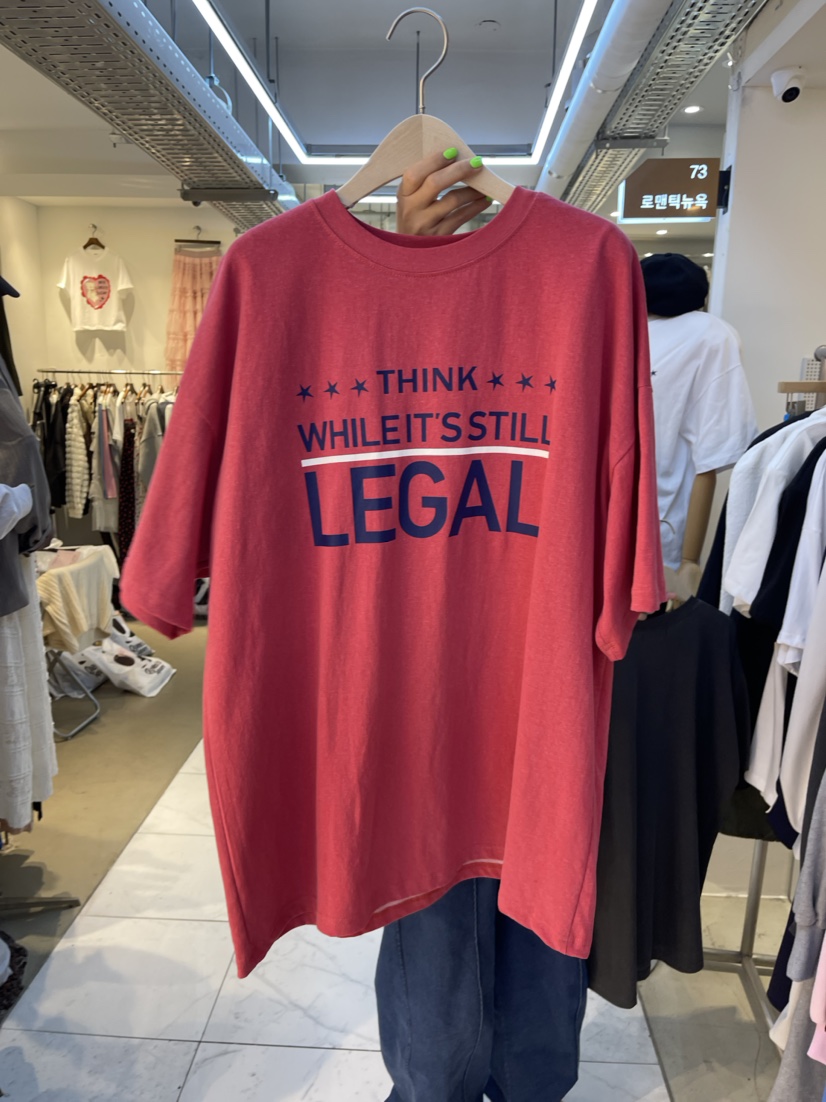 73
로맨틱뉴욕
THINK
WHILE IT'S STILL
LEGAL